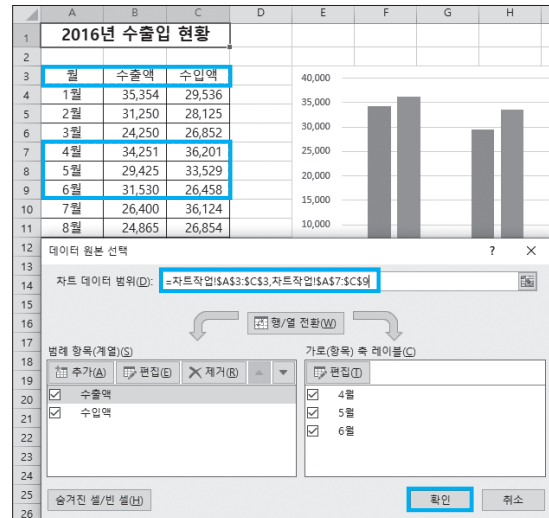 A B C D E F G H
1 2016년 수출입 현황
2
3 월 수출액 수입액 40,000
4 1월 35,354 29,536
5 2월 31,250 28,125 35,000
6 3월 24,250 26,852 30,000
7 4월 34,251 36,201 25,000
8 5월 29,425 33,529 20,000
9 6월 31,530 26,458
10 7월 26,400 36,124 15,000
11 8월 24,865 26,854 10,000
12 데이터 원본 선택 ? ×
13
14 차트 데이터 범위(D): =차트작업!$A$3:$C$3,차트작업!$A$7:$C$9
15
16 행/열 전환(W)
17 범례 항목(계열)(S) 가로(항목) 축 레이블(C)
18 추가(A) 편집(E) 제거(R) 편집(T)
19
20 수출액 4월
21 수입액 5월
22 6월
23
24
25 숨겨진 셀/빈 셀(H) 확인 취소
26